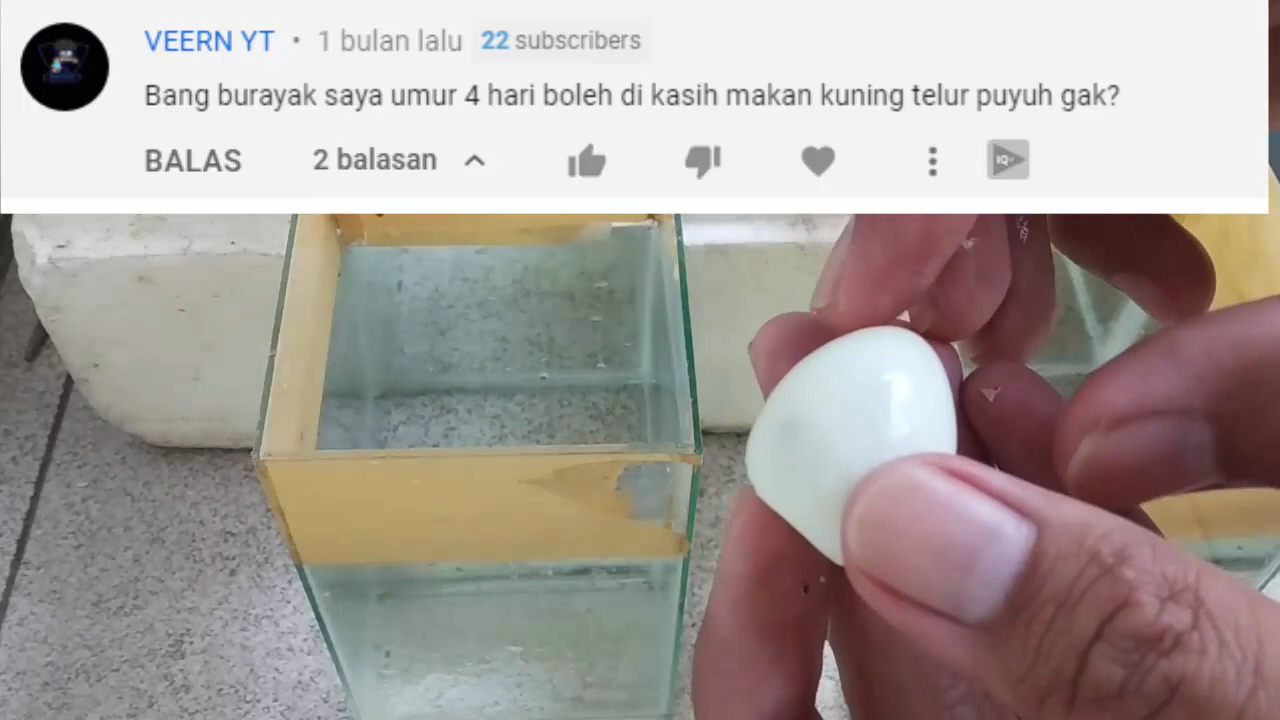 VEERN YT • 1 bulan lalu 22 subscribers
Bang burayak saya umur 4 hari boleh di kasih makan kuning telur puyuh gak?
BALAS 2 balasan IQ